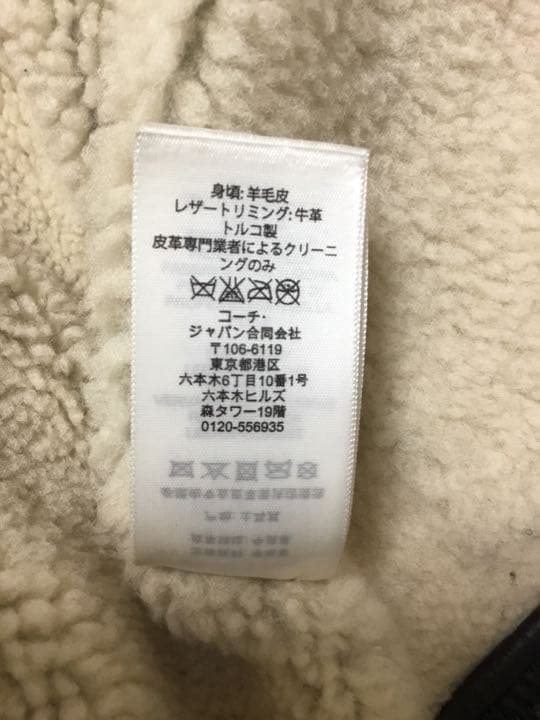 身頃: 羊毛皮
レザートリミング: 牛革
トルコ製
皮革専門業者によるクリーニ
ングのみ
コーチ・
ジャパン合同会社
〒106-6119
東京都港区
六本木6丁目10番1号
六本木ヒルズ
森タワー19階
0120-556935